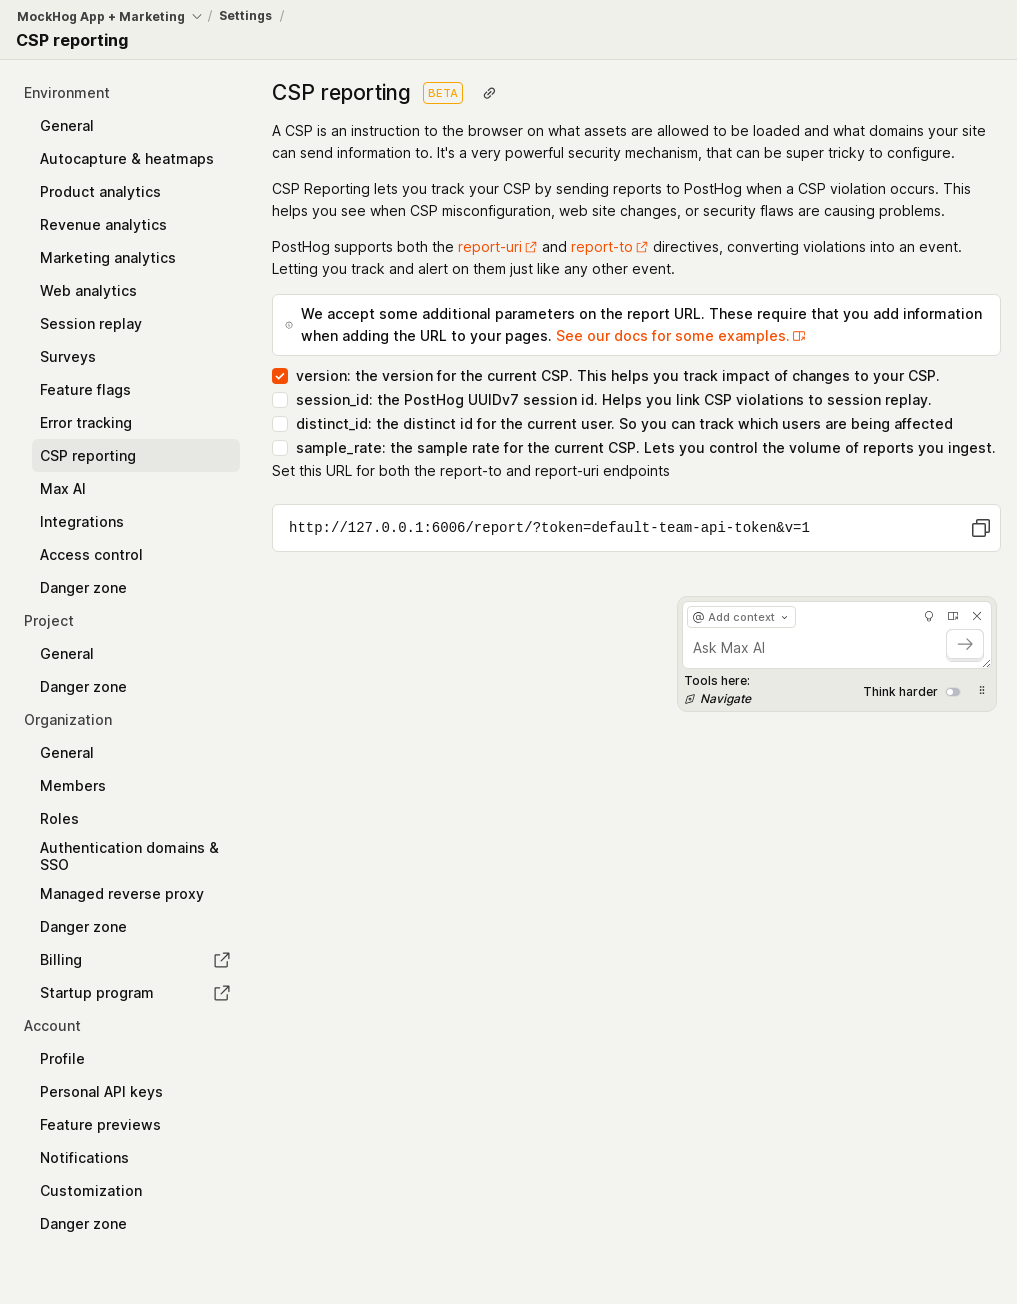 MockHog App + Marketing / Settings /
CSP reporting
Environment
General
Autocapture & heatmaps
Product analytics
Revenue analytics
Marketing analytics
Web analytics
Session replay
Surveys
Feature flags
Error tracking
CSP reporting
Max AI
Integrations
Access control
Danger zone
Project
General
Danger zone
Organization
General
Members
Roles
Authentication domains &
SSO
Managed reverse proxy
Danger zone
Billing
Startup program
Account
Profile
Personal API keys
Feature previews
Notifications
Customization
Danger zone
CSP reporting BETA
A CSP is an instruction to the browser on what assets are allowed to be loaded and what domains your site
can send information to. It's a very powerful security mechanism, that can be super tricky to configure.
CSP Reporting lets you track your CSP by sending reports to PostHog when a CSP violation occurs. This
helps you see when CSP misconfiguration, web site changes, or security flaws are causing problems.
PostHog supports both the report-uri and report-to directives, converting violations into an event.
Letting you track and alert on them just like any other event.
We accept some additional parameters on the report URL. These require that you add information
when adding the URL to your pages. See our docs for some examples.
version: the version for the current CSP. This helps you track impact of changes to your CSP.
session_id: the PostHog UUIDv7 session id. Helps you link CSP violations to session replay.
distinct_id: the distinct id for the current user. So you can track which users are being affected
sample_rate: the sample rate for the current CSP. Lets you control the volume of reports you ingest.
Set this URL for both the report-to and report-uri endpoints
http://127.0.0.1:6006/report/?token=default-team-api-token&v=1
@ Add context
Ask Max AI
Tools here:
Navigate
Think harder